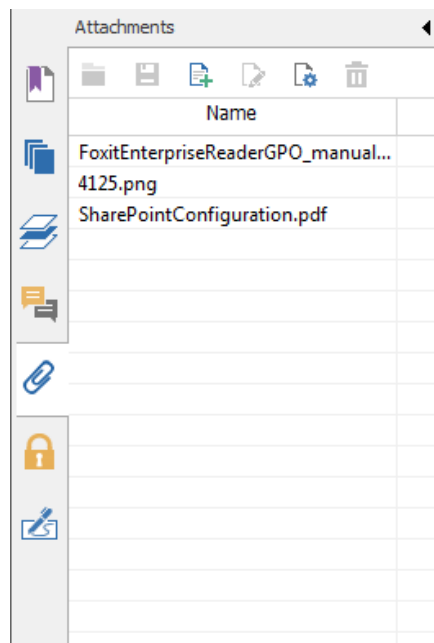 Attachments
Name
FoxitEnterpriseReaderGPO_manual...
4125.png
SharePointConfiguration.pdf